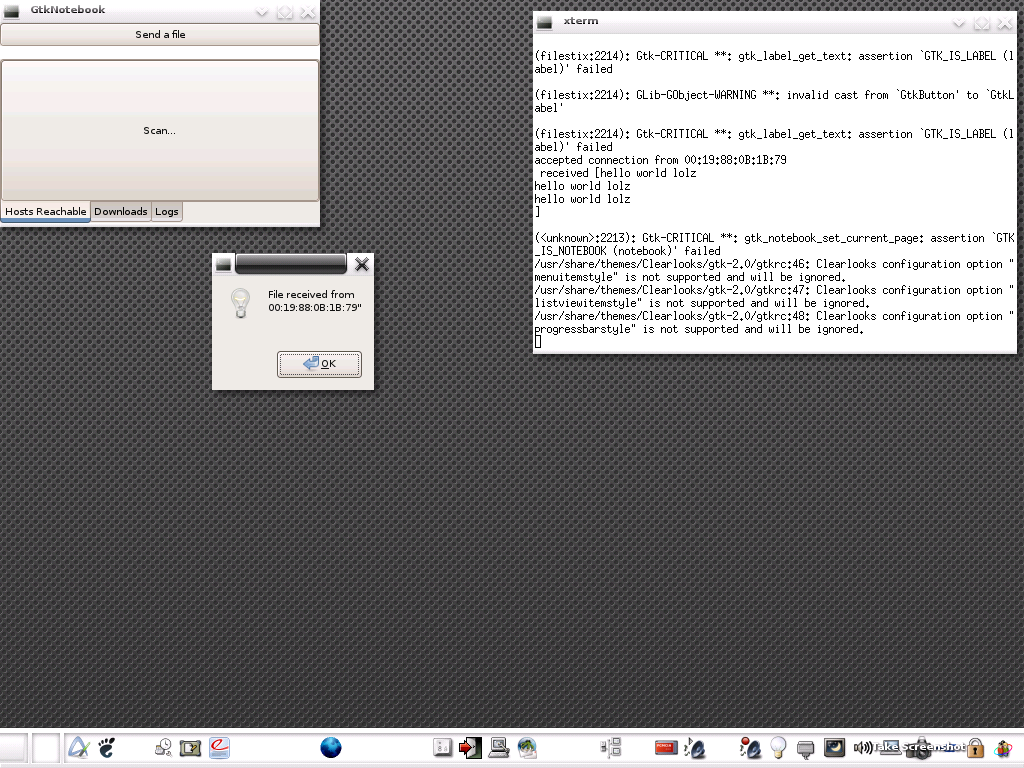 GtkNotebook
Send a file
Scan...
Hosts Reachable Downloads Logs
File received from
00:19:88:0B:1B:79"
OK
xterm
(filestix:2214): Gtk-CRITICAL **: gtk_label_get_text: assertion `GTK_IS_LABEL (l
abel)' failed
(filestix:2214): GLib-GObject-WARNING **: invalid cast from `GtkButton' to `GtkL
abel'
(filestix:2214): Gtk-CRITICAL **: gtk_label_get_text: assertion `GTK_IS_LABEL (l
abel)' failed
accepted connection from 00:19:88:0B:1B:79
received [hello world lolz
hello world lolz
hello world lolz
]
(<unknown>:2213): Gtk-CRITICAL **: gtk_notebook_set_current_page: assertion `GTK
_IS_NOTEBOOK (notebook)' failed
/usr/share/themes/Clearlooks/gtk-2.0/gtkrc:46: Clearlooks configuration option "
menuitemstyle" is not supported and will be ignored.
/usr/share/themes/Clearlooks/gtk-2.0/gtkrc:47: Clearlooks configuration option "
listviewitemstyle" is not supported and will be ignored.
/usr/share/themes/Clearlooks/gtk-2.0/gtkrc:48: Clearlooks configuration option "
progressbarstyle" is not supported and will be ignored.
Take Screenshot